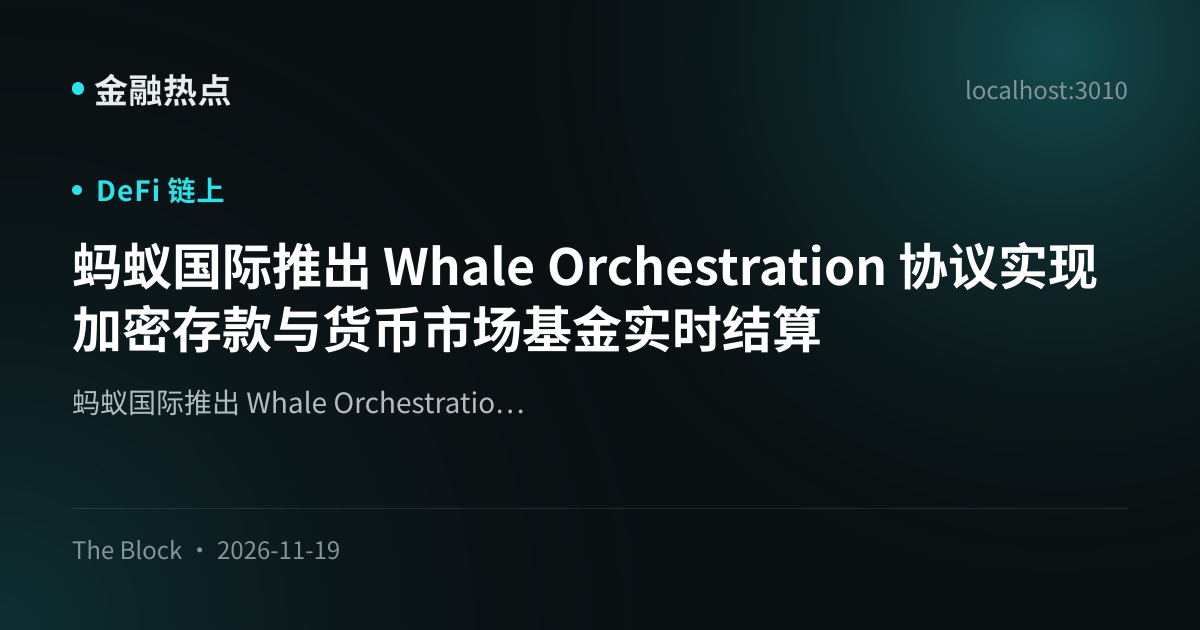 金融热点
localhost:3010
DeFi 链上
蚂蚁国际推出 Whale Orchestration 协议实现
加密存款与货币市场基金实时结算
蚂蚁国际推出 Whale Orchestratio…
The Block • 2026-11-19